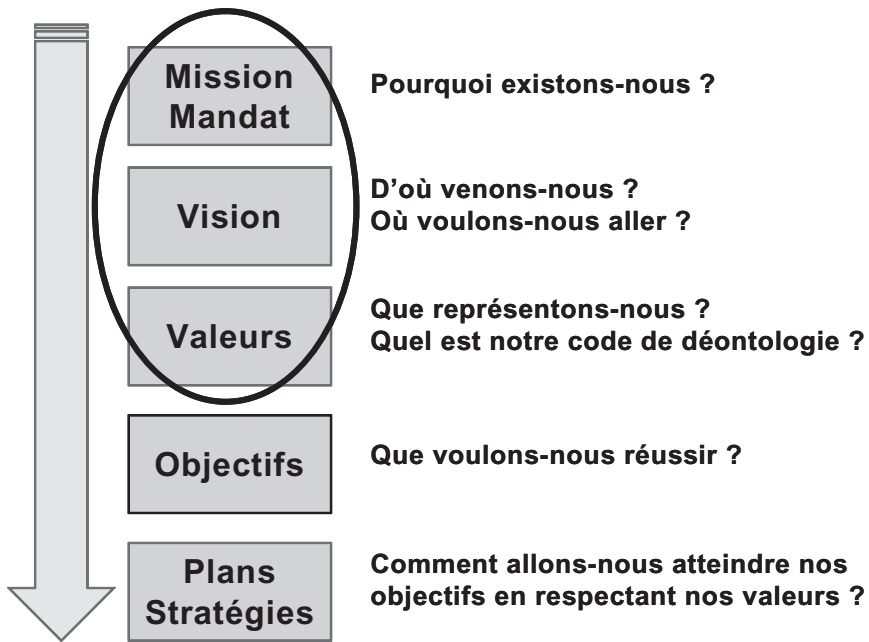 Mission
Mandat
Pourquoi existons-nous ?
Vision
D'où venons-nous ?
Où voulons-nous aller ?
Valeurs
Que représentons-nous ?
Quel est notre code de déontologie ?
Objectifs
Que voulons-nous réussir ?
Plans
Stratégies
Comment allons-nous atteindre nos
objectifs en respectant nos valeurs ?